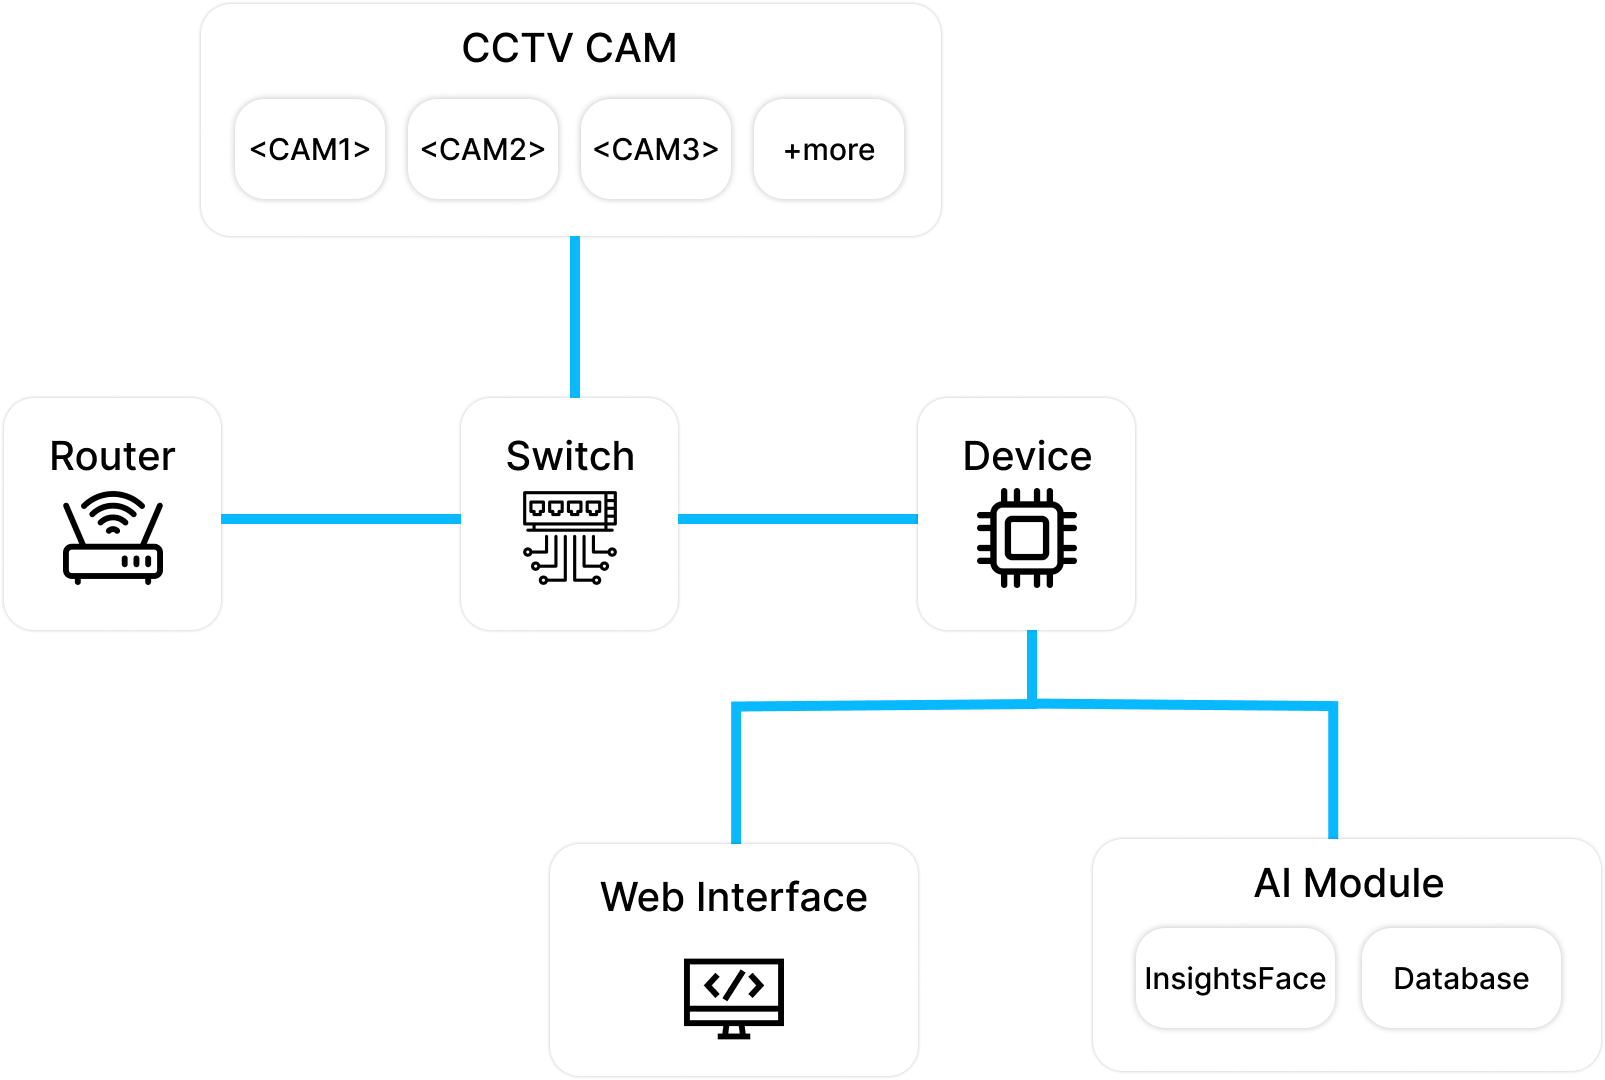 CCTV CAM
<CAM1>
<CAM2>
<CAM3>
+more
Router
Switch
Device
Web Interface
AI Module
InsightsFace
Database